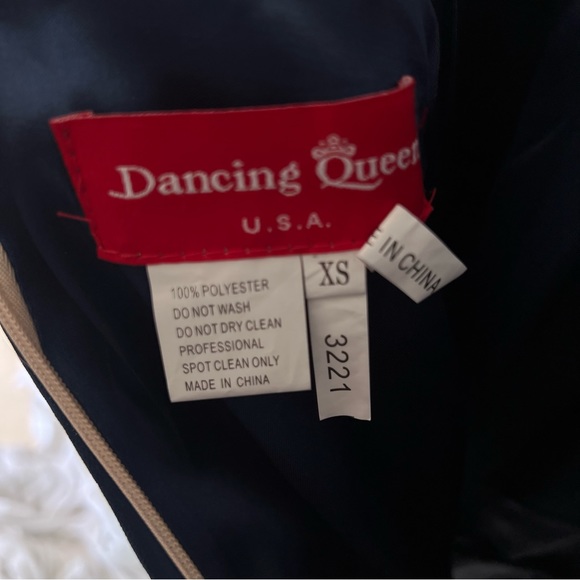 Dancing Queen
U.S.A.
E IN CHINA
XS
100% POLYESTER
DO NOT WASH
DO NOT DRY CLEAN
PROFESSIONAL
SPOT CLEAN ONLY
MADE IN CHINA
3221